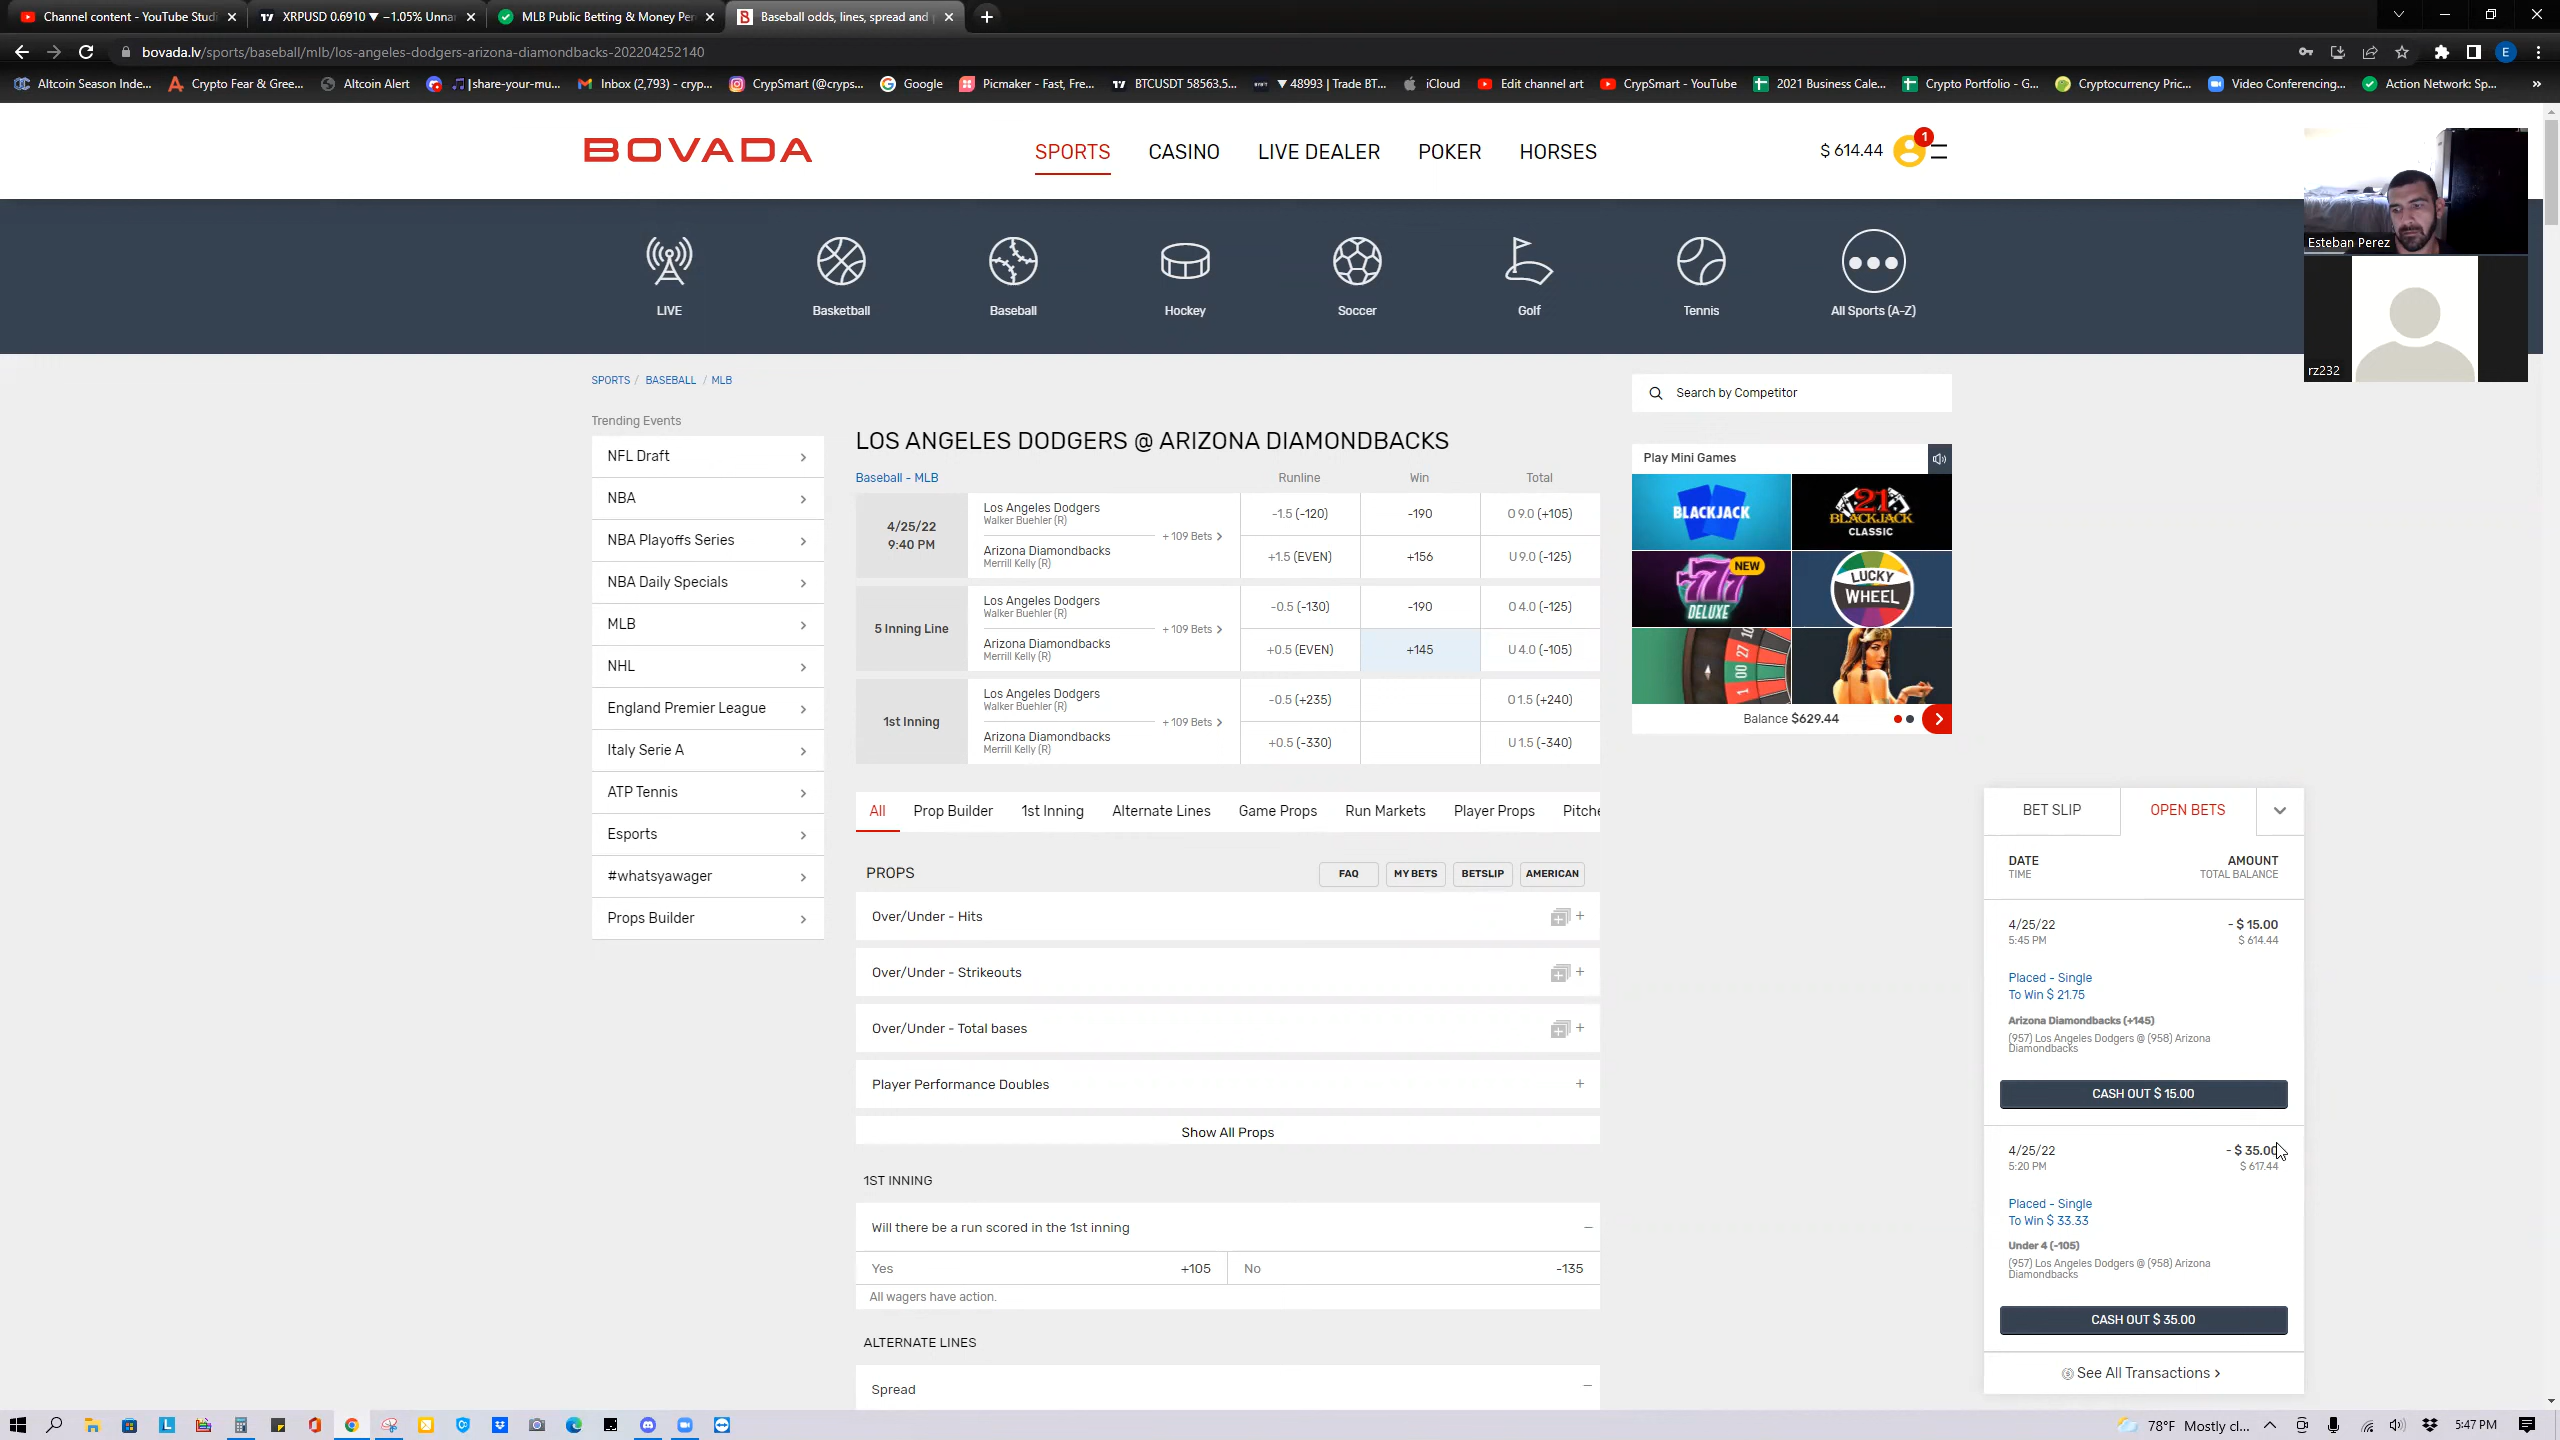 Channel content - YouTube Studi
XRPUSD 0.6910 ▼ −1.05% Unna
MLB Public Betting & Money Per
Baseball odds, lines, spread and
bovada.lv/sports/baseball/mlb/los-angeles-dodgers-arizona-diamondbacks-202204252140
E
Altcoin Season Inde...
Crypto Fear & Gree...
Altcoin Alert
|share-your-mu...
Inbox (2,793) - cryp...
CrypSmart (@cryps...
Google
Picmaker - Fast, Fre...
BTCUSDT 58563.5...
▼ 48993 | Trade BT...
iCloud
Edit channel art
CrypSmart - YouTube
2021 Business Cale...
Crypto Portfolio - G...
Cryptocurrency Pric...
Video Conferencing...
Action Network: Sp...
»
BOVADA
SPORTS
CASINO
LIVE DEALER
POKER
HORSES
$ 614.44
1
Esteban Perez
rz232
LIVE
Basketball
Baseball
Hockey
Soccer
Golf
Tennis
All Sports (A-Z)
SPORTS / BASEBALL / MLB
Search by Competitor
Trending Events
NFL Draft
NBA
NBA Playoffs Series
NBA Daily Specials
MLB
NHL
England Premier League
Italy Serie A
ATP Tennis
Esports
#whatsyawager
Props Builder
LOS ANGELES DODGERS @ ARIZONA DIAMONDBACKS
Baseball - MLB
Runline
Win
Total
4/25/22
9:40 PM
Los Angeles Dodgers
Walker Buehler (R)
Arizona Diamondbacks
Merrill Kelly (R)
+ 109 Bets
-1.5 (-120)
-190
O 9.0 (+105)
+1.5 (EVEN)
+156
U 9.0 (-125)
5 Inning Line
Los Angeles Dodgers
Walker Buehler (R)
Arizona Diamondbacks
Merrill Kelly (R)
+ 109 Bets
-0.5 (-130)
-190
O 4.0 (-125)
+0.5 (EVEN)
+145
U 4.0 (-105)
1st Inning
Los Angeles Dodgers
Walker Buehler (R)
Arizona Diamondbacks
Merrill Kelly (R)
+ 109 Bets
-0.5 (+235)
O 1.5 (+240)
+0.5 (-330)
U 1.5 (-340)
All
Prop Builder
1st Inning
Alternate Lines
Game Props
Run Markets
Player Props
Pitche
PROPS
FAQ
MY BETS
BETSLIP
AMERICAN
Over/Under - Hits
Over/Under - Strikeouts
Over/Under - Total bases
Player Performance Doubles
Show All Props
1ST INNING
Will there be a run scored in the 1st inning
Yes
+105
No
-135
All wagers have action.
ALTERNATE LINES
Spread
Play Mini Games
BLACKJACK
21
BLACKJACK
CLASSIC
777
NEW
DELUXE
LUCKY
WHEEL
Balance $629.44
BET SLIP
OPEN BETS
DATE
TIME
AMOUNT
TOTAL BALANCE
4/25/22
5:45 PM
- $ 15.00
$ 614.44
Placed - Single
To Win $ 21.75
Arizona Diamondbacks (+145)
(957) Los Angeles Dodgers @ (958) Arizona
Diamondbacks
CASH OUT $ 15.00
4/25/22
5:20 PM
- $ 35.00
$ 617.44
Placed - Single
To Win $ 33.33
Under 4 (-105)
(957) Los Angeles Dodgers @ (958) Arizona
Diamondbacks
CASH OUT $ 35.00
See All Transactions
78°F Mostly cl...
5:47 PM